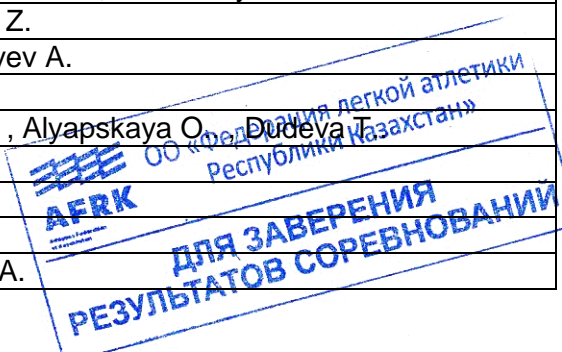 Z.
yev A.
, Alyapskaya O. , Dudeva T..
ОО «Федерация легкой атлетики
Республики Казахстан»
AFRK
ДЛЯ ЗАВЕРЕНИЯ
РЕЗУЛЬТАТОВ СОРЕВНОВАНИЙ
A.